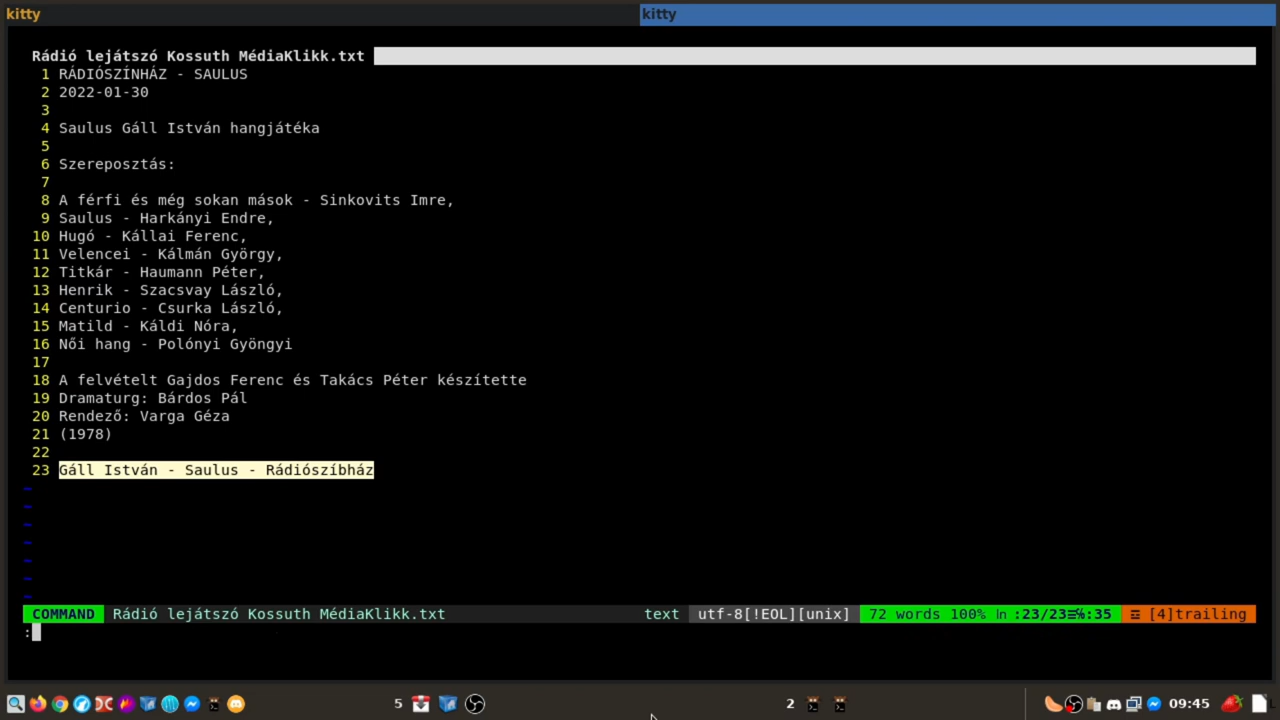 kitty kitty
Rádió lejátszó Kossuth MédiaKlikk.txt
1 RÁDIÓSZÍNHÁZ - SAULUS
2 2022-01-30
3
4 Saulus Gáll István hangjátéka
5
6 Szereposztás:
7
8 A férfi és még sokan mások - Sinkovits Imre,
9 Saulus - Harkányi Endre,
10 Hugó - Kállai Ferenc,
11 Velencei - Kálmán György,
12 Titkár - Haumann Péter,
13 Henrik - Szacsvay László,
14 Centurio - Csurka László,
15 Matild - Káldi Nóra,
16 Női hang - Polónyi Gyöngyi
17
18 A felvételt Gajdos Ferenc és Takács Péter készítette
19 Dramaturg: Bárdos Pál
20 Rendező: Varga Géza
21 (1978)
22
23 Gáll István - Saulus - Rádiószíbház
~
~
~
~
~
~
~
COMMAND Rádió lejátszó Kossuth MédiaKlikk.txt text utf-8[!EOL][unix] 72 words 100% ln :23/23≡℅:35 ☲ [4]trailing
:
5 2 09:45